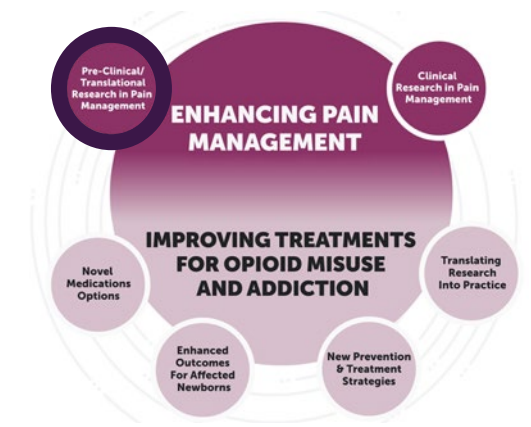 Pre-Clinical/
Translational
Research in Pain
Management
Clinical
Research in Pain
Management
ENHANCING PAIN
MANAGEMENT
IMPROVING TREATMENTS
FOR OPIOID MISUSE
AND ADDICTION
Novel
Medications
Options
Translating
Research
Into Practice
Enhanced
Outcomes
For Affected
Newborns
New Prevention
& Treatment
Strategies